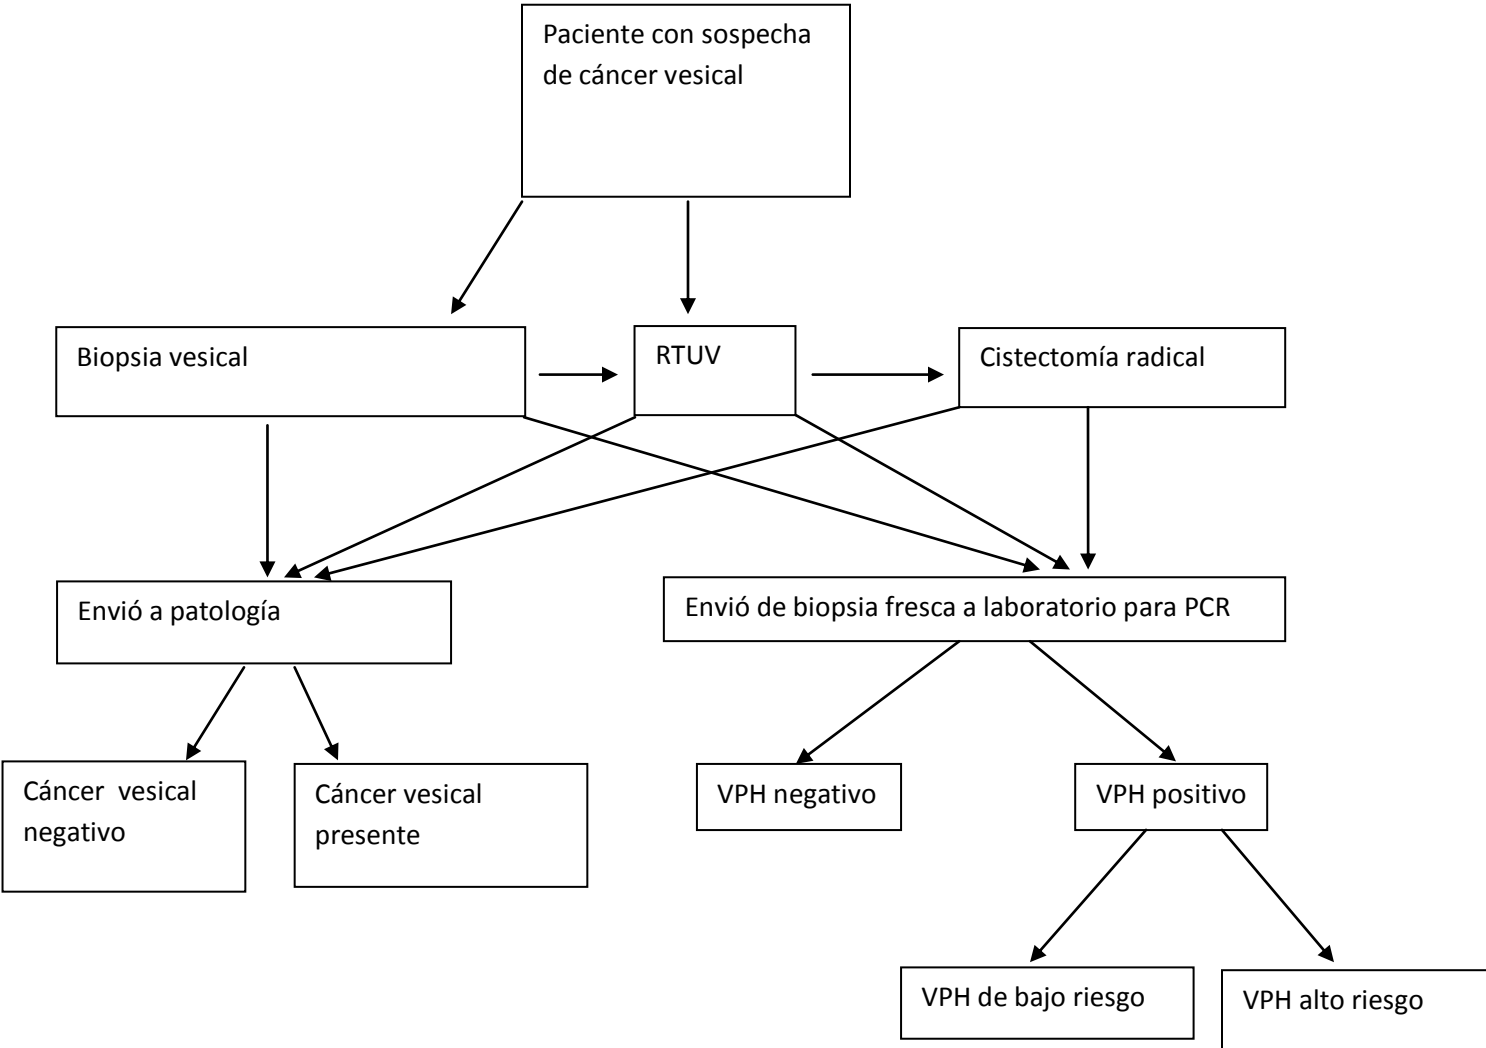 Paciente con sospecha
de cáncer vesical
Biopsia vesical
RTUV
Cistectomía radical
Envió a patología
Envió de biopsia fresca a laboratorio para PCR
Cáncer  vesical
negativo
Cáncer vesical
presente
VPH negativo
VPH positivo
VPH de bajo riesgo
VPH alto riesgo